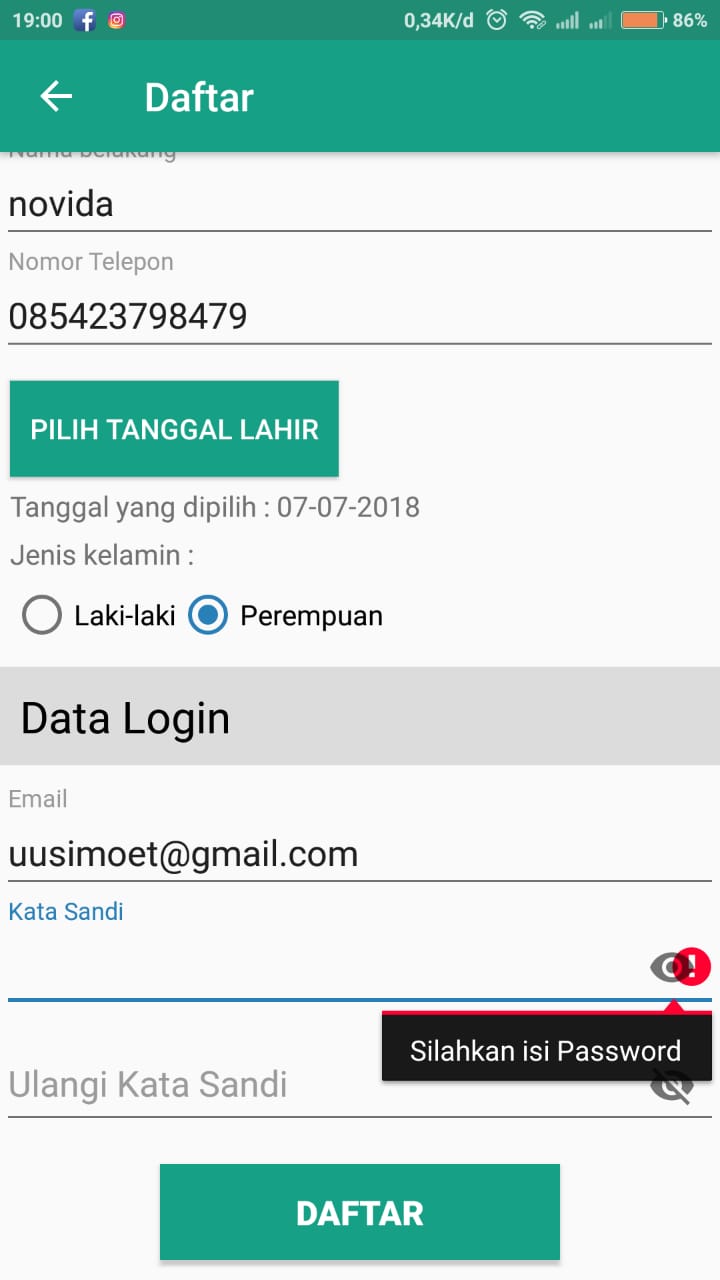 19:00 0,34K/d 86%
Daftar
Nama belakang
novida
Nomor Telepon
085423798479
PILIH TANGGAL LAHIR
Tanggal yang dipilih : 07-07-2018
Jenis kelamin :
Laki-laki Perempuan
Data Login
Email
uusimoet@gmail.com
Kata Sandi
Silahkan isi Password
Ulangi Kata Sandi
DAFTAR